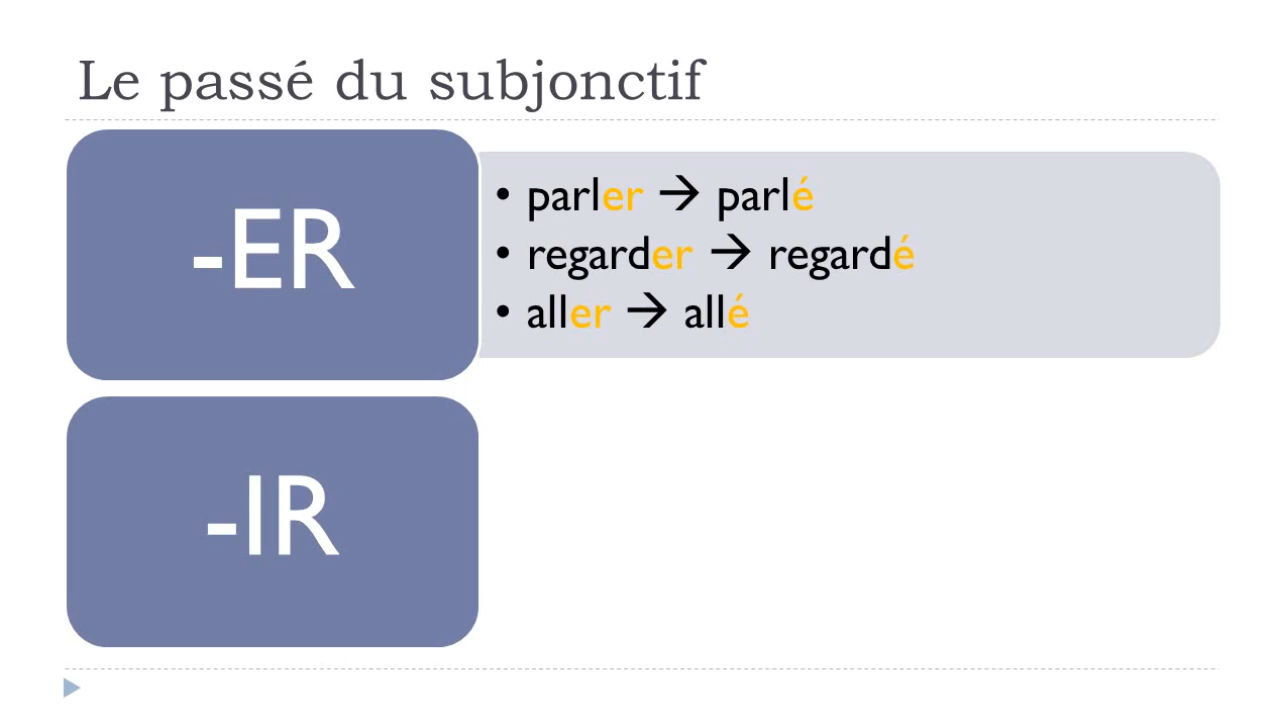 Le passé du subjonctif
-ER
• parler → parlé
• regarder → regardé
• aller → allé
-IR